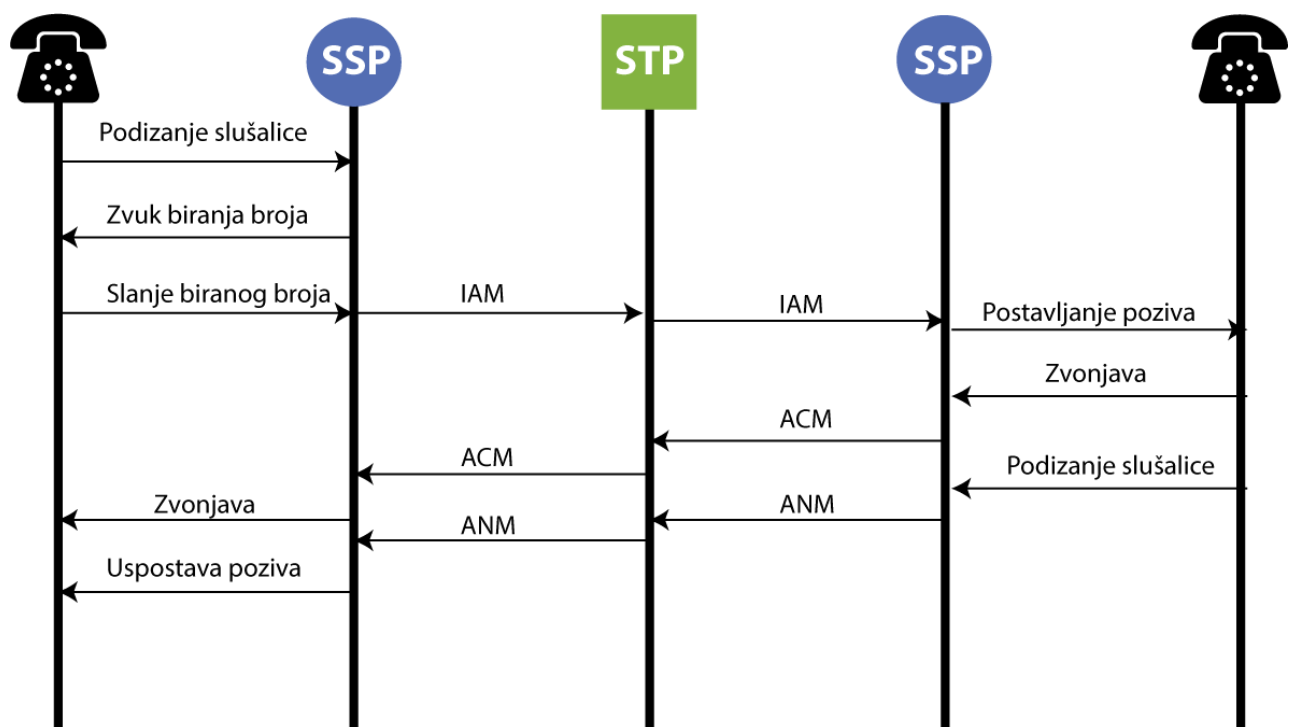 SSP
STP
SSP
Podizanje slušalice
Zvuk biranja broja
Slanje biranog broja
IAM
IAM
Postavljanje poziva
Zvonjava
ACM
ACM
Podizanje slušalice
Zvonjava
ANM
ANM
Uspostava poziva